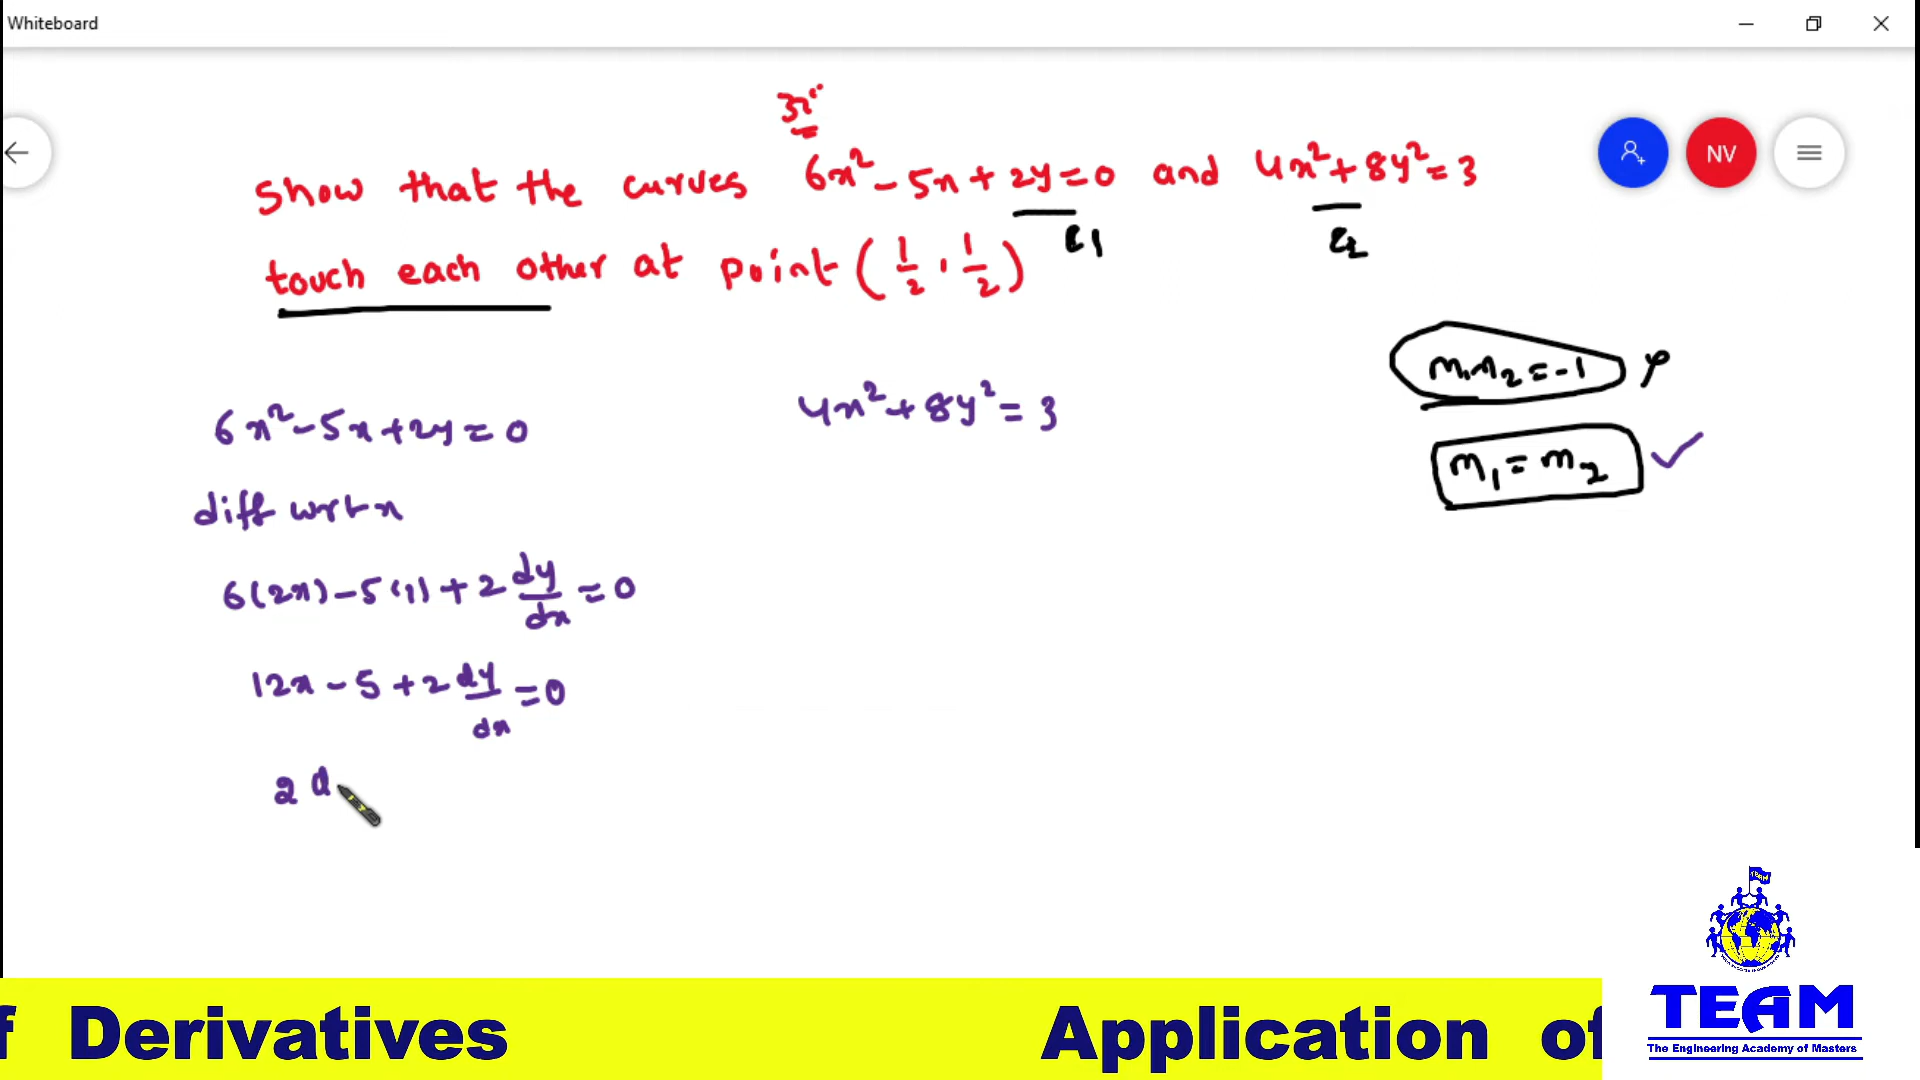 Whiteboard
3M
show that the curves 6x² - 5x + 2y = 0 and 4x² + 8y² = 3
C1 C2
touch each other at point (1/2, 1/2)
NV
m1m2 = -1
m1 = m2 ✓
6x² - 5x + 2y = 0
diff wrt x
6(2x) - 5(1) + 2 dy/dx = 0
12x - 5 + 2 dy/dx = 0
2 d
4x² + 8y² = 3
f Derivatives Application of
TEAM
The Engineering Academy of Masters